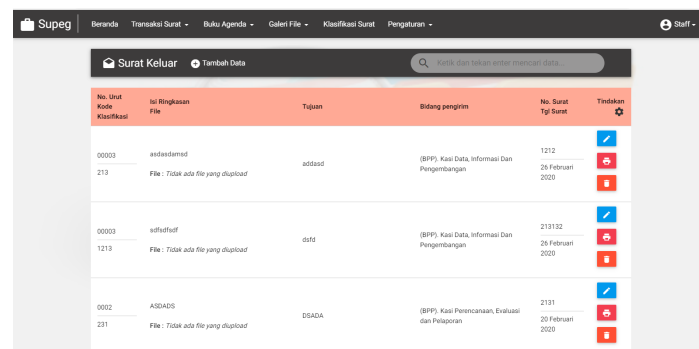 Supeg
Beranda Transaksi Surat Buku Agenda Galeri File Klasifikasi Surat Pengaturan
Staff
Surat Keluar
Tambah Data
Ketik dan tekan enter mencari data...
No. Urut
Kode
Klasifikasi
Isi Ringkasan
File
Tujuan
Bidang pengirim
No. Surat
Tgl Surat
Tindakan
00003
213
asdasdamsd
File : Tidak ada file yang diupload
addasd
(BPP). Kasi Data, Informasi Dan
Pengembangan
1212
26 Februari
2020
00003
1213
sdfsdfsdf
File : Tidak ada file yang diupload
dsfd
(BPP). Kasi Data, Informasi Dan
Pengembangan
213132
26 Februari
2020
0002
231
ASDADS
File : Tidak ada file yang diupload
DSADA
(BPP). Kasi Perencanaan, Evaluasi
dan Pelaporan
2131
20 Februari
2020